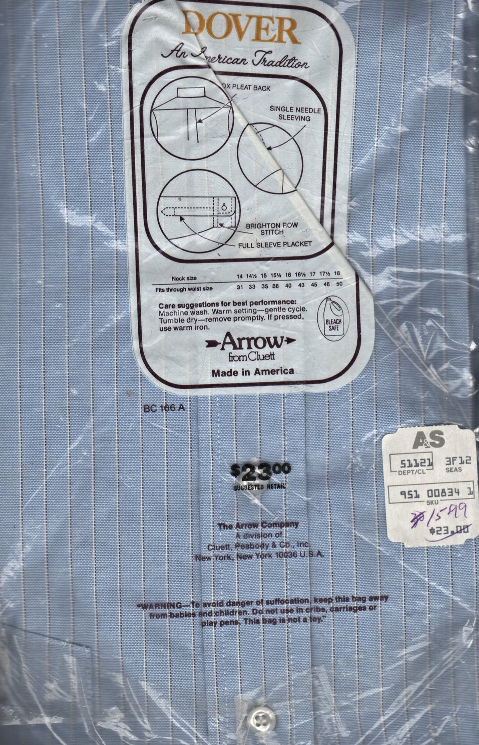 DOVER
An American Tradition
OX PLEAT BACK
SINGLE NEEDLE
SLEEVING
BRIGHTON ROW
STITCH
FULL SLEEVE PLACKET
Neck size 14 14½ 15 15½ 16 16½ 17 17½ 18
Fits through waist size 31 33 35 38 40 43 45 48 50
Care suggestions for best performance:
Machine wash. Warm setting—gentle cycle.
Tumble dry—remove promptly. If pressed,
use warm iron.
BLEACH
SAFE
Arrow
from Cluett
Made in America
BC 166 A
$23.00
SUGGESTED RETAIL
The Arrow Company
A division of
Cluett, Peabody & Co., Inc.
New York, New York 10036 U.S.A.
"WARNING—To avoid danger of suffocation, keep this bag away
from babies and children. Do not use in cribs, carriages or
play pens. This bag is not a toy."
AS
51121 3F12
DEPT/CL SEAS
951 00834 1
SKU
$15.99
$23.00